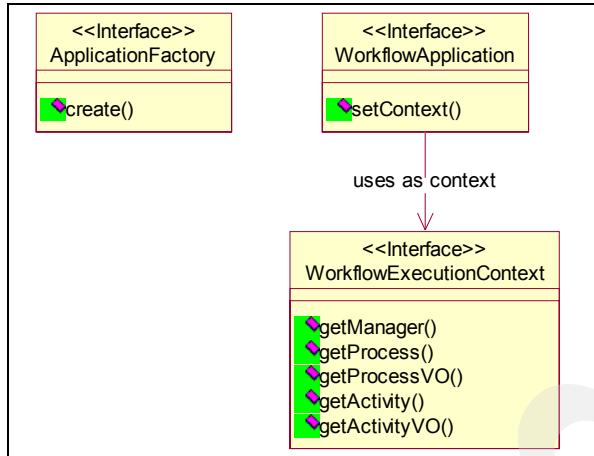 <<Interface>>
ApplicationFactory
create()
<<Interface>>
WorkflowApplication
setContext()
uses as context
<<Interface>>
WorkflowExecutionContext
getManager()
getProcess()
getProcessVO()
getActivity()
getActivityVO()